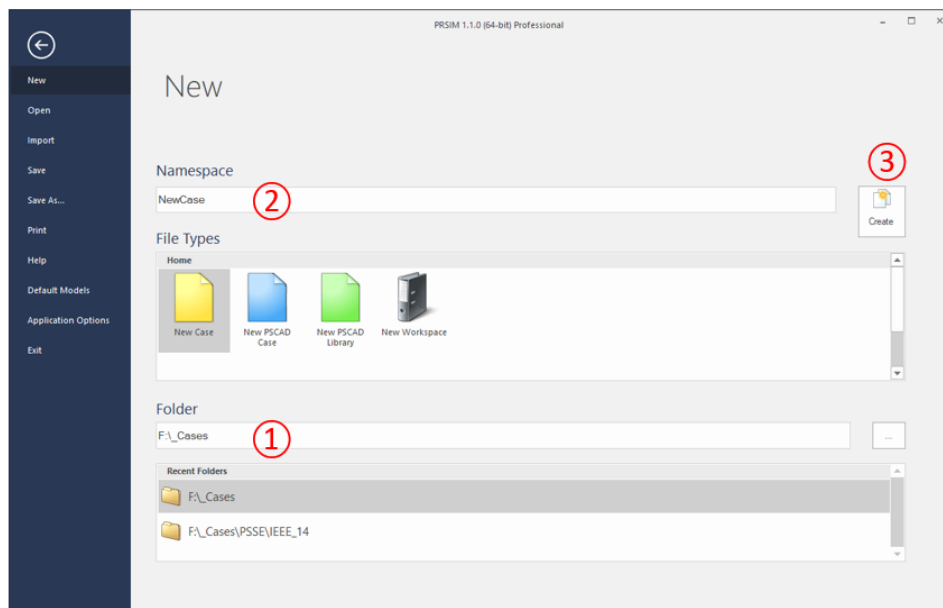 PRSIM 1.1.0 (64-bit) Professional
New
Open
Import
Save
Save As...
Print
Help
Default Models
Application Options
Exit
New
Namespace
NewCase
②
③
Create
File Types
Home
New Case
New PSCAD
Case
New PSCAD
Library
New Workspace
Folder
F:\_Cases
①
...
Recent Folders
F:\_Cases
F:\_Cases\PSSE\IEEE_14